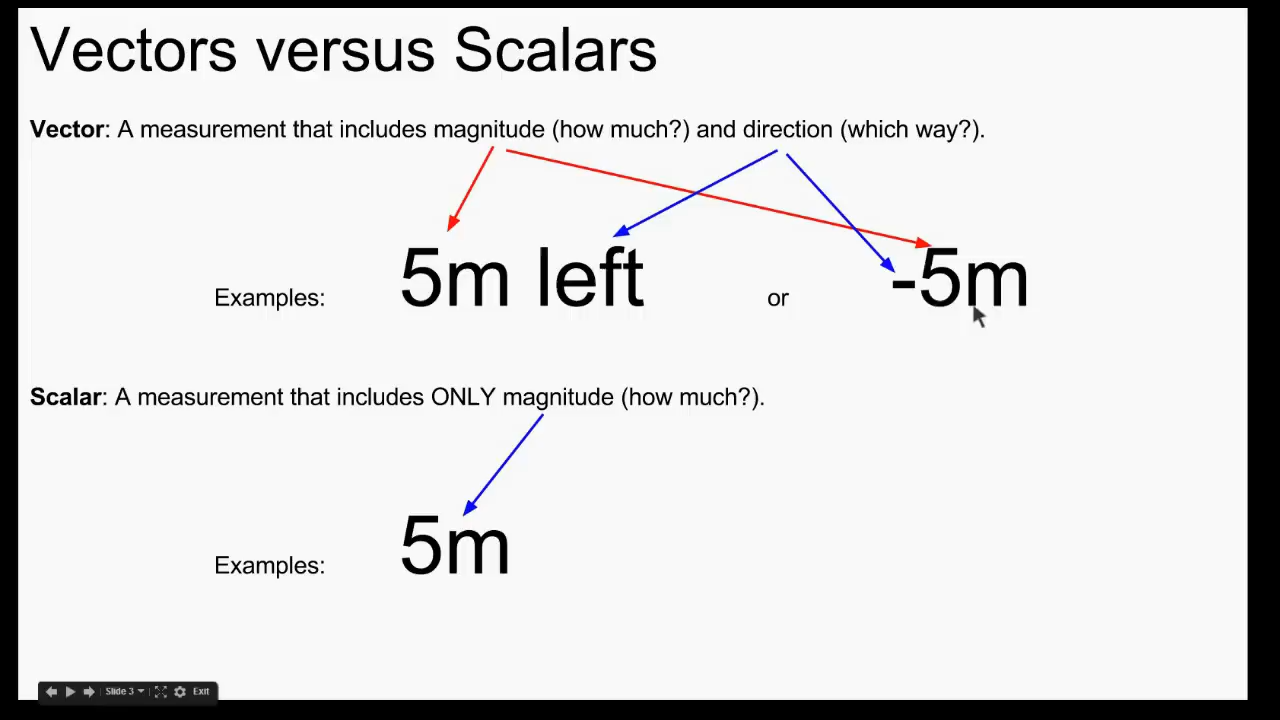 Vectors versus Scalars
Vector: A measurement that includes magnitude (how much?) and direction (which way?).
Examples: 5m left or -5m
Scalar: A measurement that includes ONLY magnitude (how much?).
Examples: 5m
Slide 3 Exit